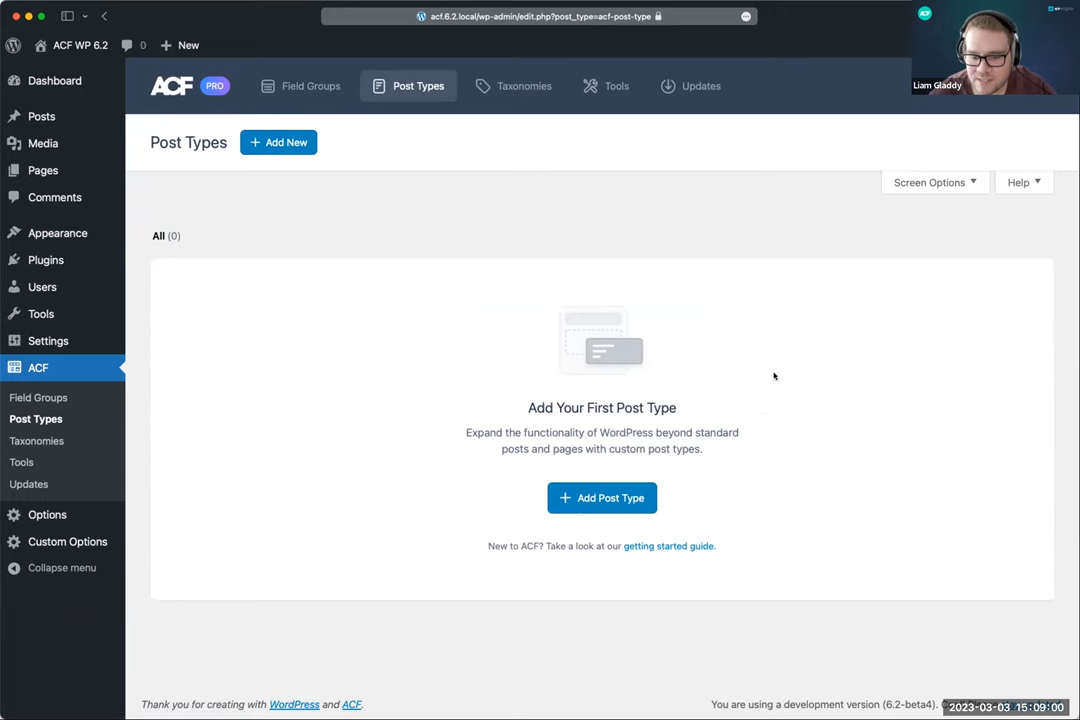 acf.6.2.local/wp-admin/edit.php?post_type=acf-post-type
ACF
Liam Gladdy
ACF WP 6.2
0
New
ACF PRO
Field Groups
Post Types
Taxonomies
Tools
Updates
Dashboard
Posts
Media
Pages
Comments
Appearance
Plugins
Users
Tools
Settings
ACF
Field Groups
Post Types
Taxonomies
Tools
Updates
Options
Custom Options
Collapse menu
Post Types
+ Add New
Screen Options
Help
All (0)
Add Your First Post Type
Expand the functionality of WordPress beyond standard
posts and pages with custom post types.
+ Add Post Type
New to ACF? Take a look at our getting started guide.
Thank you for creating with WordPress and ACF.
You are using a development version (6.2-beta4).
2023-03-03 15:09:00